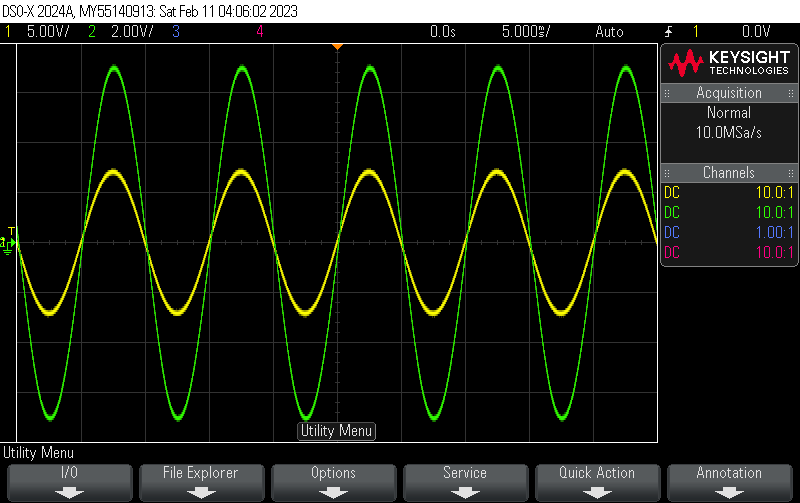 DSO-X 2024A, MY55140913: Sat Feb 11 04:06:02 2023
1 5.00V/ 2 2.00V/ 3 4 0.0s 5.000ms/ Auto 1 0.0V
KEYSIGHT
TECHNOLOGIES
Acquisition
Normal
10.0MSa/s
Channels
DC 10.0:1
DC 10.0:1
DC 1.00:1
DC 10.0:1
T
Utility Menu
Utility Menu
I/O File Explorer Options Service Quick Action Annotation